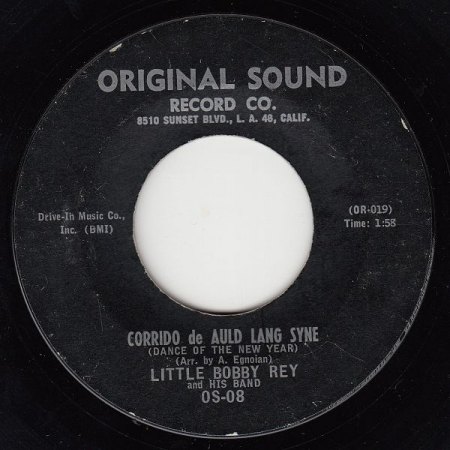 ORIGINAL SOUND
RECORD CO.
8510 SUNSET BLVD., L. A. 48, CALIF.
Drive-In Music Co.,
Inc. (BMI)
(OR-019)
Time: 1:58
CORRIDO de AULD LANG SYNE
(DANCE OF THE NEW YEAR)
(Arr. by A. Egnoian)
LITTLE BOBBY REY
and HIS BAND
OS-08